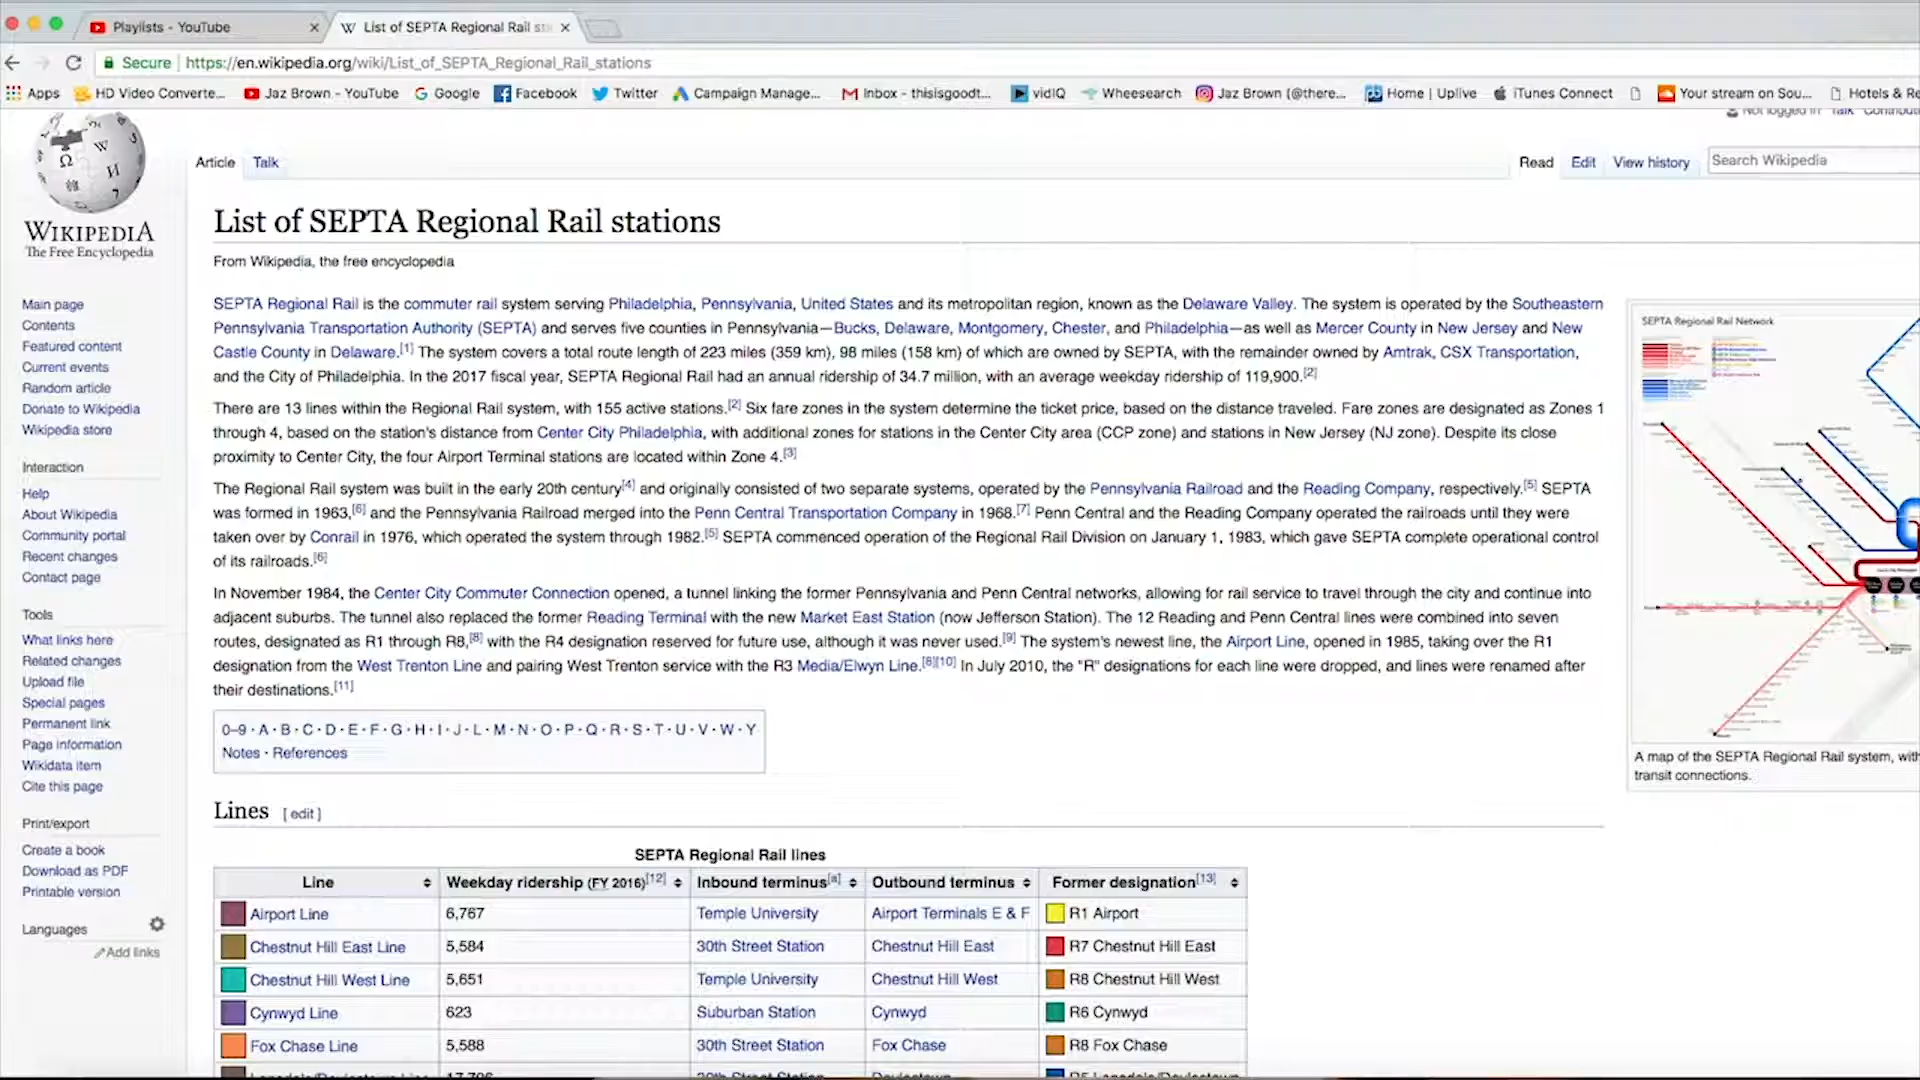 Playlists - YouTube
List of SEPTA Regional Rail
Secure https://en.wikipedia.org/wiki/List_of_SEPTA_Regional_Rail_stations
Apps HD Video Converte... Jaz Brown - YouTube Google Facebook Twitter Campaign Manage... Inbox - thisisgoodt... vidIQ Wheesearch Jaz Brown (@there... Home | Uplive iTunes Connect Your stream on Sou... Hotels & Re
Not logged in Talk
Article Talk Read Edit View history Search Wikipedia
WIKIPEDIA
The Free Encyclopedia
Main page
Contents
Featured content
Current events
Random article
Donate to Wikipedia
Wikipedia store
Interaction
Help
About Wikipedia
Community portal
Recent changes
Contact page
Tools
What links here
Related changes
Upload file
Special pages
Permanent link
Page information
Wikidata item
Cite this page
Print/export
Create a book
Download as PDF
Printable version
Languages
Add links
List of SEPTA Regional Rail stations
From Wikipedia, the free encyclopedia
SEPTA Regional Rail is the commuter rail system serving Philadelphia, Pennsylvania, United States and its metropolitan region, known as the Delaware Valley. The system is operated by the Southeastern
Pennsylvania Transportation Authority (SEPTA) and serves five counties in Pennsylvania—Bucks, Delaware, Montgomery, Chester, and Philadelphia—as well as Mercer County in New Jersey and New
Castle County in Delaware.[1] The system covers a total route length of 223 miles (359 km), 98 miles (158 km) of which are owned by SEPTA, with the remainder owned by Amtrak, CSX Transportation,
and the City of Philadelphia. In the 2017 fiscal year, SEPTA Regional Rail had an annual ridership of 34.7 million, with an average weekday ridership of 119,900.[2]
There are 13 lines within the Regional Rail system, with 155 active stations.[2] Six fare zones in the system determine the ticket price, based on the distance traveled. Fare zones are designated as Zones 1
through 4, based on the station's distance from Center City Philadelphia, with additional zones for stations in the Center City area (CCP zone) and stations in New Jersey (NJ zone). Despite its close
proximity to Center City, the four Airport Terminal stations are located within Zone 4.[3]
The Regional Rail system was built in the early 20th century[4] and originally consisted of two separate systems, operated by the Pennsylvania Railroad and the Reading Company, respectively.[5] SEPTA
was formed in 1963,[6] and the Pennsylvania Railroad merged into the Penn Central Transportation Company in 1968.[7] Penn Central and the Reading Company operated the railroads until they were
taken over by Conrail in 1976, which operated the system through 1982.[5] SEPTA commenced operation of the Regional Rail Division on January 1, 1983, which gave SEPTA complete operational control
of its railroads.[6]
In November 1984, the Center City Commuter Connection opened, a tunnel linking the former Pennsylvania and Penn Central networks, allowing for rail service to travel through the city and continue into
adjacent suburbs. The tunnel also replaced the former Reading Terminal with the new Market East Station (now Jefferson Station). The 12 Reading and Penn Central lines were combined into seven
routes, designated as R1 through R8,[8] with the R4 designation reserved for future use, although it was never used.[9] The system's newest line, the Airport Line, opened in 1985, taking over the R1
designation from the West Trenton Line and pairing West Trenton service with the R3 Media/Elwyn Line.[8][10] In July 2010, the "R" designations for each line were dropped, and lines were renamed after
their destinations.[11]
0–9 · A · B · C · D · E · F · G · H · I · J · L · M · N · O · P · Q · R · S · T · U · V · W · Y
Notes · References
SEPTA Regional Rail Network
A map of the SEPTA Regional Rail system, with
transit connections.
Lines [ edit ]
SEPTA Regional Rail lines
Line Weekday ridership (FY 2016)[12] Inbound terminus[a] Outbound terminus Former designation[13]
Airport Line 6,767 Temple University Airport Terminals E & F R1 Airport
Chestnut Hill East Line 5,584 30th Street Station Chestnut Hill East R7 Chestnut Hill East
Chestnut Hill West Line 5,651 Temple University Chestnut Hill West R8 Chestnut Hill West
Cynwyd Line 623 Suburban Station Cynwyd R6 Cynwyd
Fox Chase Line 5,588 30th Street Station Fox Chase R8 Fox Chase